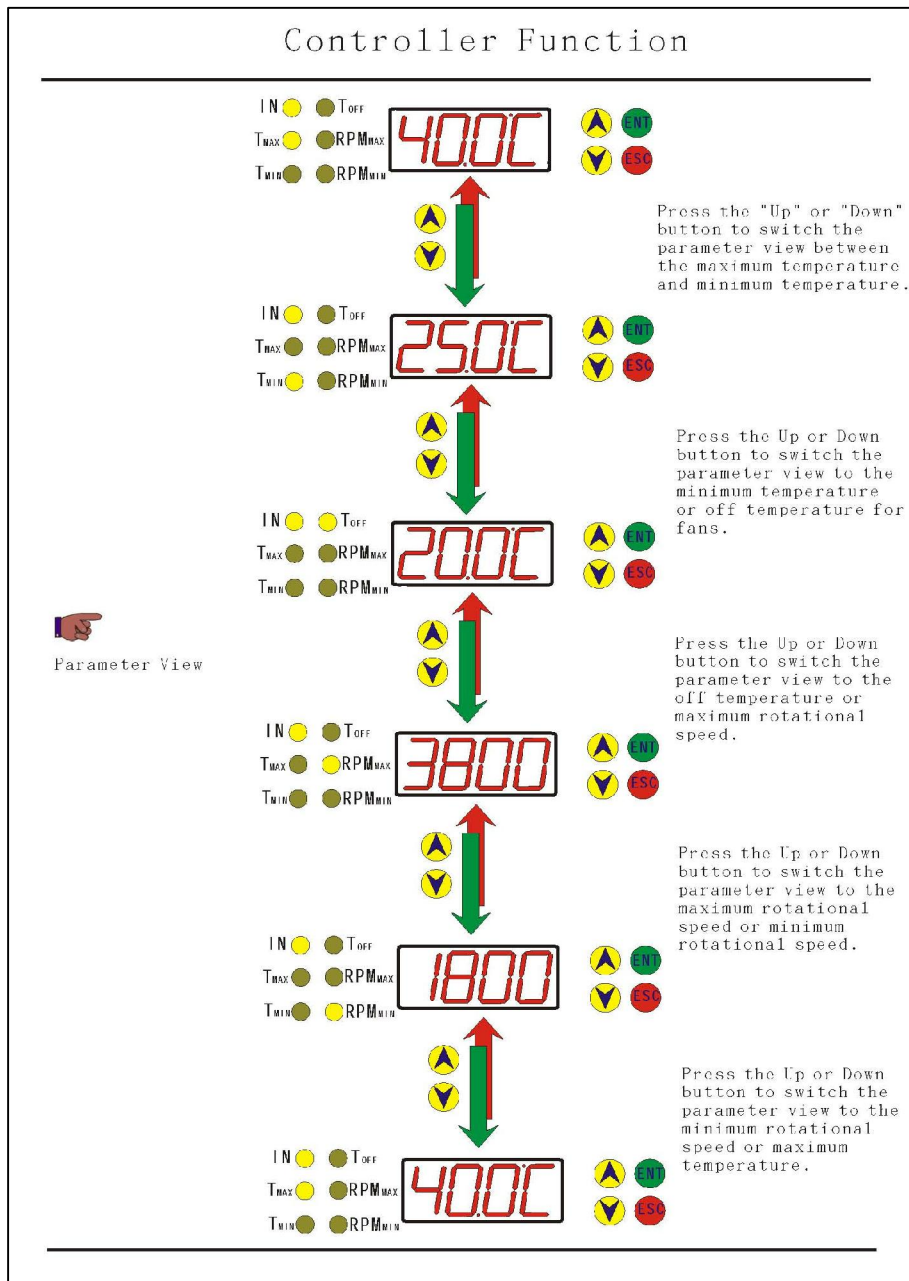 Controller Function
IN TOFF
TMAX RPMMAX
TMIN RPMMIN
40.0°C
ENT
ESC
Press the "Up" or "Down"
button to switch the
parameter view between
the maximum temperature
and minimum temperature.
IN TOFF
TMAX RPMMAX
TMIN RPMMIN
25.0°C
ENT
ESC
Press the Up or Down
button to switch the
parameter view to the
minimum temperature
or off temperature for
fans.
IN TOFF
TMAX RPMMAX
TMIN RPMMIN
20.0°C
ENT
ESC
Parameter View
Press the Up or Down
button to switch the
parameter view to the
off temperature or
maximum rotational
speed.
IN TOFF
TMAX RPMMAX
TMIN RPMMIN
3800
ENT
ESC
Press the Up or Down
button to switch the
parameter view to the
maximum rotational
speed or minimum
rotational speed.
IN TOFF
TMAX RPMMAX
TMIN RPMMIN
1800
ENT
ESC
Press the Up or Down
button to switch the
parameter view to the
minimum rotational
speed or maximum
temperature.
IN TOFF
TMAX RPMMAX
TMIN RPMMIN
40.0°C
ENT
ESC